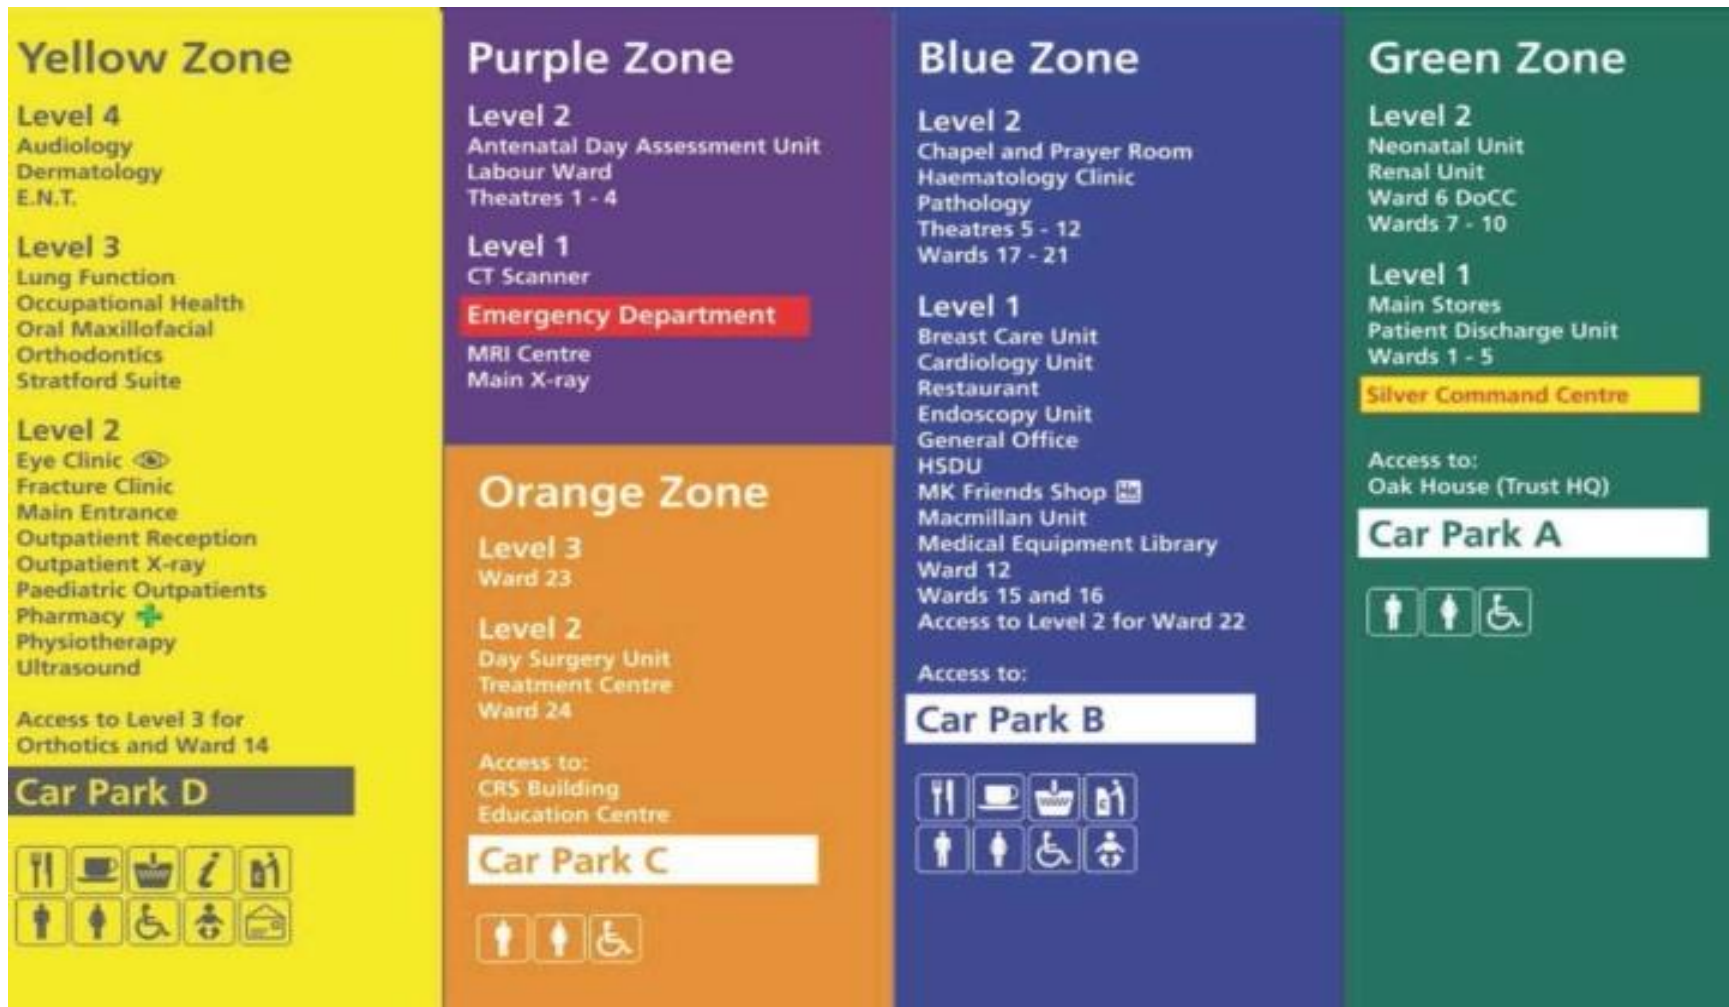 Yellow Zone
Level 4
Audiology
Dermatology
E.N.T.
Level 3
Lung Function
Occupational Health
Oral Maxillofacial
Orthodontics
Stratford Suite
Level 2
Eye Clinic
Fracture Clinic
Main Entrance
Outpatient Reception
Outpatient X-ray
Paediatric Outpatients
Pharmacy
Physiotherapy
Ultrasound
Access to Level 3 for
Orthotics and Ward 14
Car Park D
Purple Zone
Level 2
Antenatal Day Assessment Unit
Labour Ward
Theatres 1 - 4
Level 1
CT Scanner
Emergency Department
MRI Centre
Main X-ray
Orange Zone
Level 3
Ward 23
Level 2
Day Surgery Unit
Treatment Centre
Ward 24
Access to:
CRS Building
Education Centre
Car Park C
Blue Zone
Level 2
Chapel and Prayer Room
Haematology Clinic
Pathology
Theatres 5 - 12
Wards 17 - 21
Level 1
Breast Care Unit
Cardiology Unit
Restaurant
Endoscopy Unit
General Office
HSDU
MK Friends Shop
Macmillan Unit
Medical Equipment Library
Ward 12
Wards 15 and 16
Access to Level 2 for Ward 22
Access to:
Car Park B
Green Zone
Level 2
Neonatal Unit
Renal Unit
Ward 6 DoCC
Wards 7 - 10
Level 1
Main Stores
Patient Discharge Unit
Wards 1 - 5
Silver Command Centre
Access to:
Oak House (Trust HQ)
Car Park A